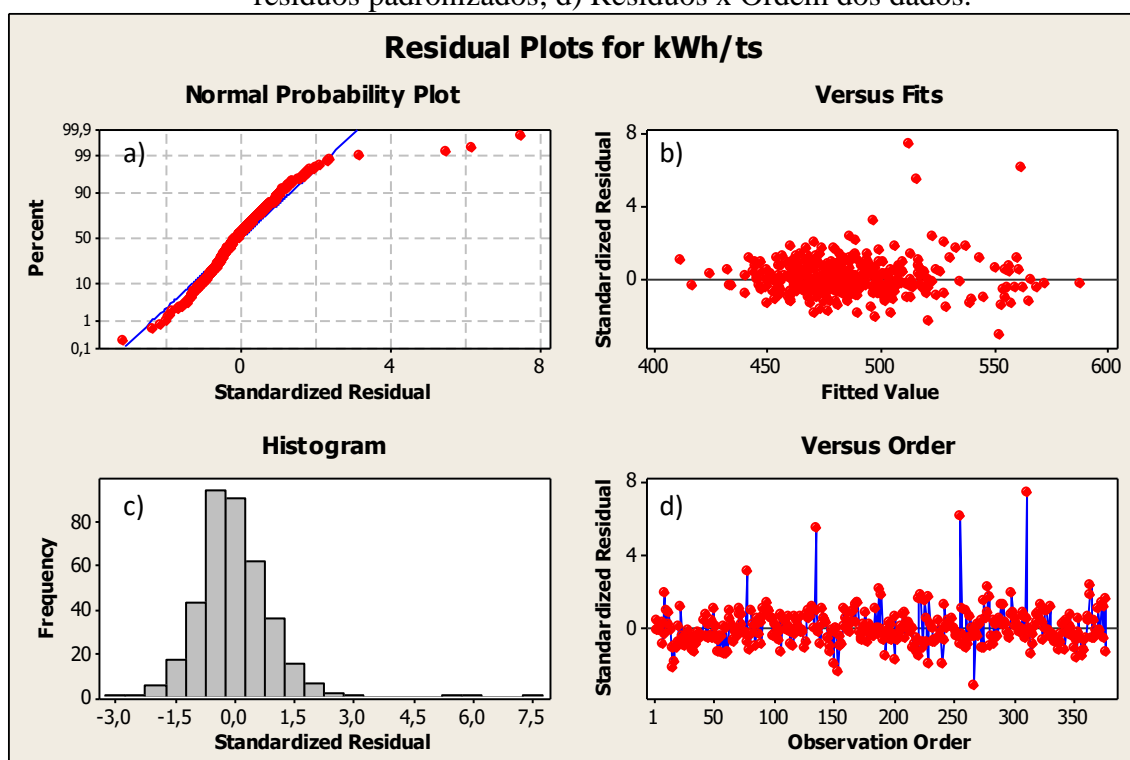 resíduos padronizados; d) Resíduos x Ordem dos dados.
Residual Plots for kWh/ts
Normal Probability Plot
99,9
99
90
50
10
1
0,1
Percent
a)
0
4
8
Standardized Residual
Versus Fits
8
4
0
Standardized Residual
b)
400
450
500
550
600
Fitted Value
Histogram
80
60
40
20
0
Frequency
c)
-3,0
-1,5
0,0
1,5
3,0
4,5
6,0
7,5
Standardized Residual
Versus Order
8
4
0
Standardized Residual
d)
1
50
100
150
200
250
300
350
Observation Order